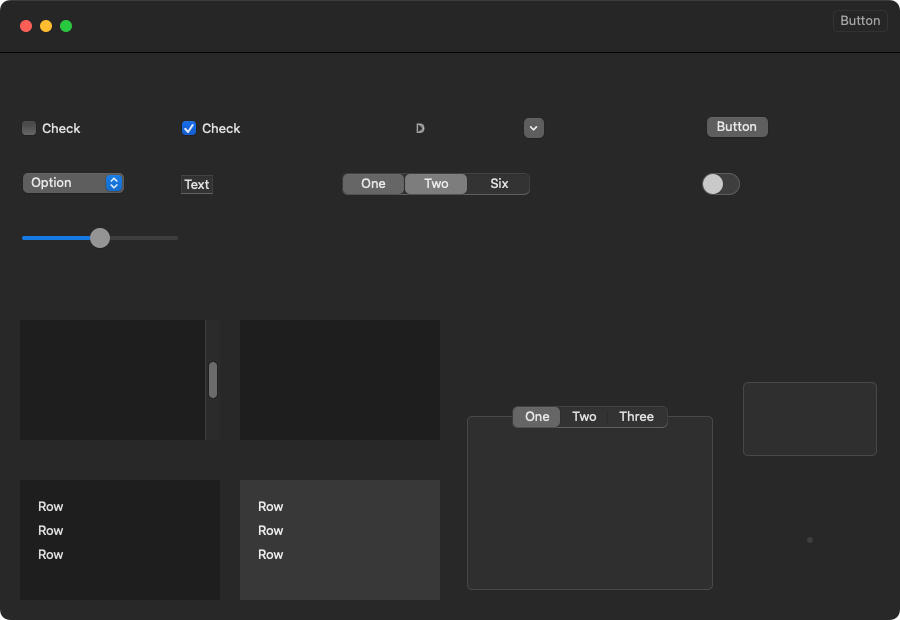 Button
Check
Check
D
Button
Option
Text
One Two Six
One Two Three
Row
Row
Row
Row
Row
Row